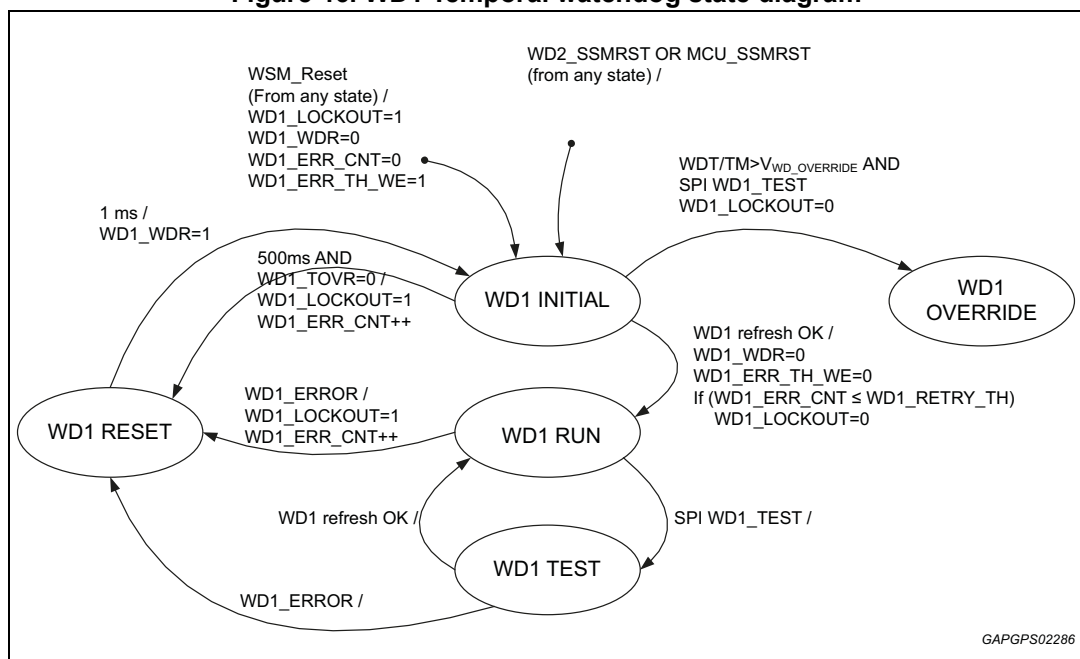 Figure 48. WD1 Temporal watchdog state diagram
WD2_SSMRST OR MCU_SSMRST
(from any state) /
WSM_Reset
(From any state) /
WD1_LOCKOUT=1
WD1_WDR=0
WD1_ERR_CNT=0
WD1_ERR_TH_WE=1
WDT/TM>VWD_OVERRIDE AND
SPI WD1_TEST
WD1_LOCKOUT=0
1 ms /
WD1_WDR=1
500ms AND
WD1_TOVR=0 /
WD1_LOCKOUT=1
WD1_ERR_CNT++
WD1 INITIAL
WD1
OVERRIDE
WD1 refresh OK /
WD1_WDR=0
WD1_ERR_TH_WE=0
If (WD1_ERR_CNT ≤ WD1_RETRY_TH)
WD1_LOCKOUT=0
WD1_ERROR /
WD1_LOCKOUT=1
WD1_ERR_CNT++
WD1 RESET
WD1 RUN
WD1 refresh OK /
SPI WD1_TEST /
WD1 TEST
WD1_ERROR /
GAPGPS02286